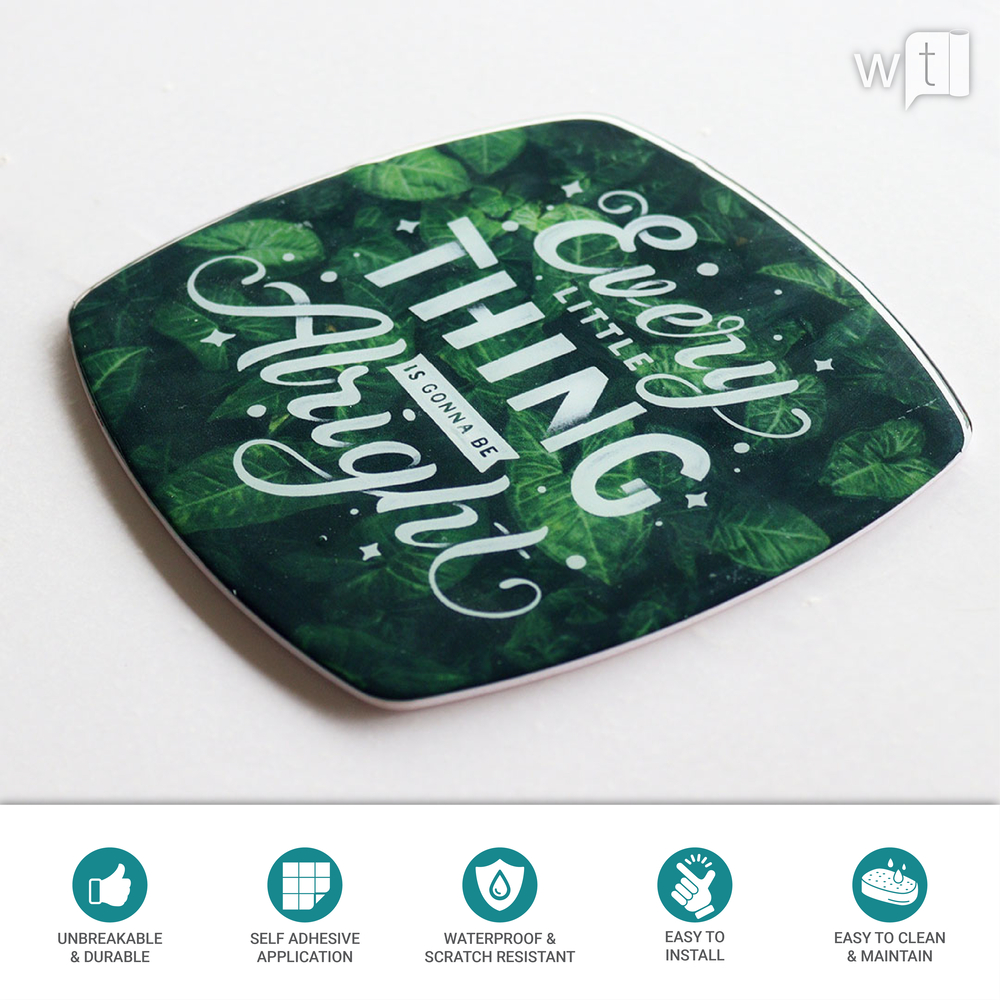 wt
Every
LITTLE
THING
IS GONNA BE
Alright
UNBREAKABLE
& DURABLE
SELF ADHESIVE
APPLICATION
WATERPROOF &
SCRATCH RESISTANT
EASY TO
INSTALL
EASY TO CLEAN
& MAINTAIN